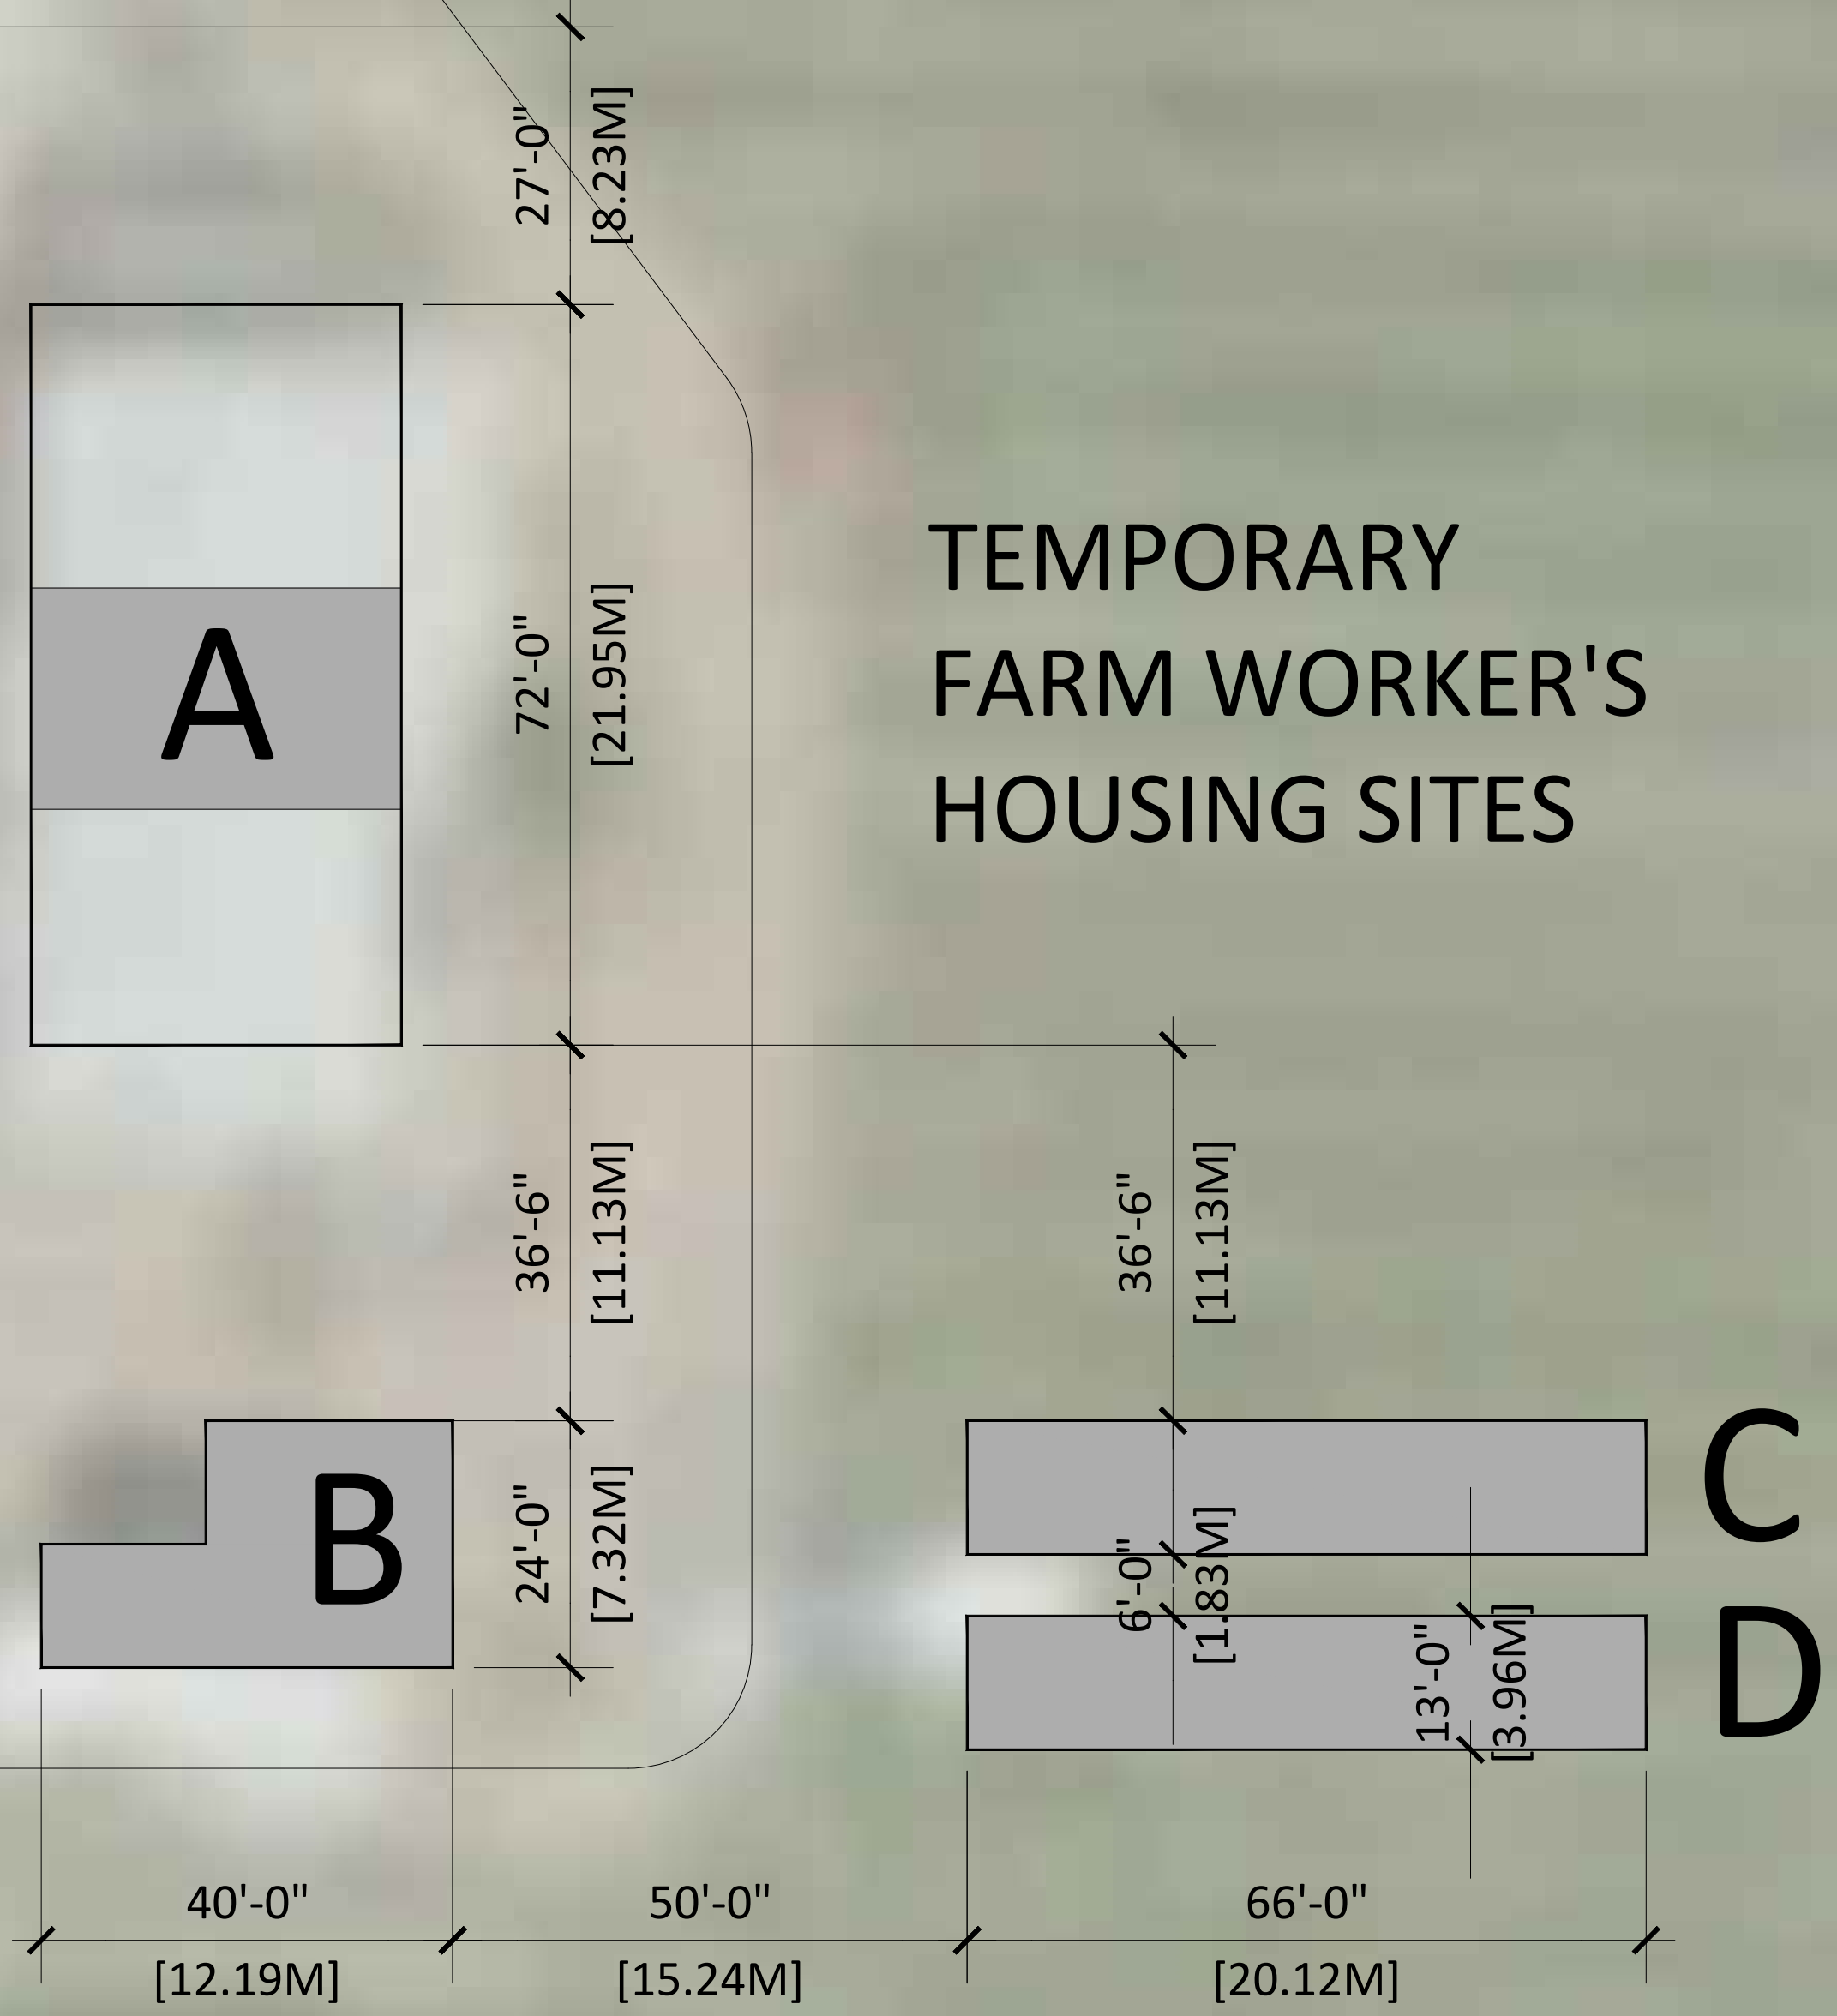 27'-0"
[8.23M]
72'-0"
[21.95M]
A
TEMPORARY
FARM WORKER'S
HOUSING SITES
36'-6"
[11.13M]
36'-6"
[11.13M]
B
24'-0"
[7.32M]
C
6'-0"
[1.83M]
D
13'-0"
[3.96M]
40'-0"
[12.19M]
50'-0"
[15.24M]
66'-0"
[20.12M]